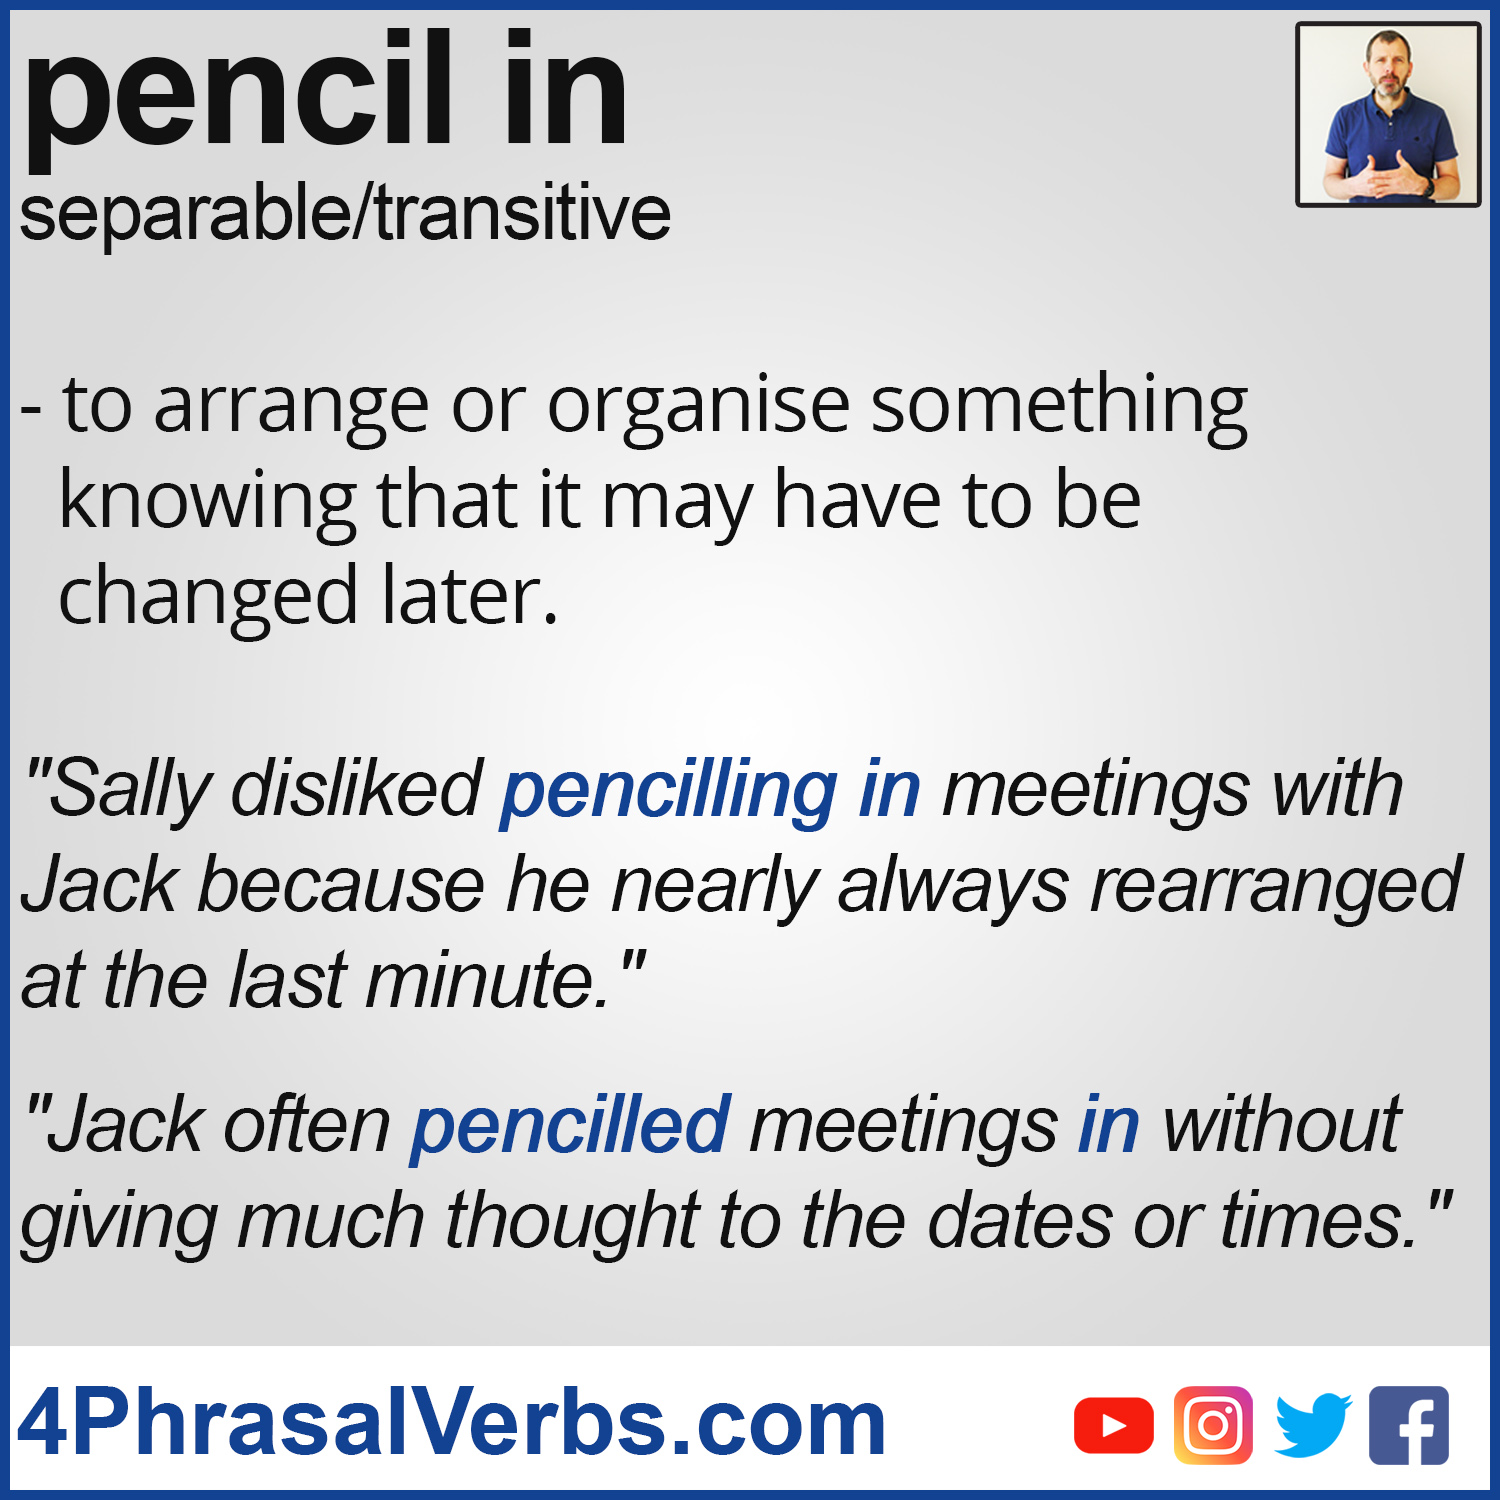 pencil in
separable/transitive
- to arrange or organise something
knowing that it may have to be
changed later.
"Sally disliked pencilling in meetings with
Jack because he nearly always rearranged
at the last minute."
"Jack often pencilled meetings in without
giving much thought to the dates or times."
4PhrasalVerbs.com